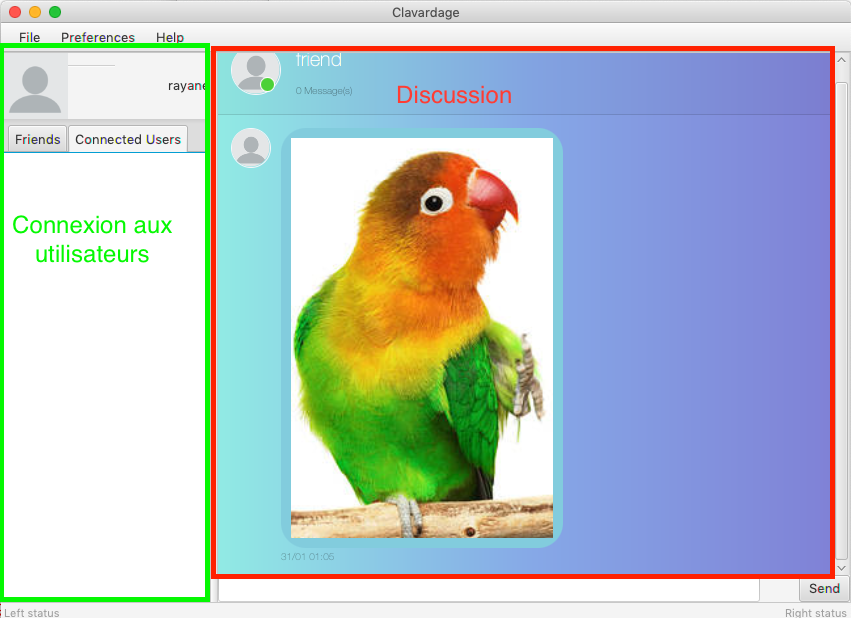 Clavardage
File Preferences Help
friend
0 Message(s)
rayane
Discussion
Friends Connected Users
Connexion aux
utilisateurs
31/01 01:05
Send
Left status Right status